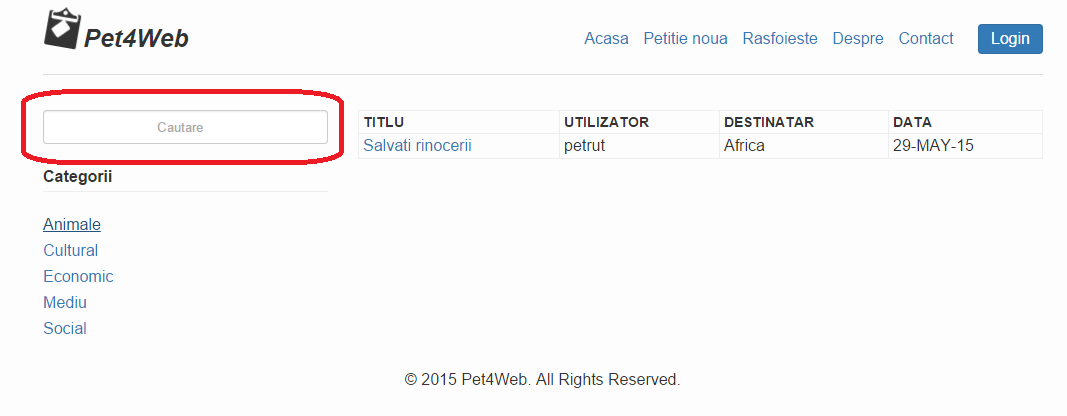 Pet4Web
Acasa Petitie noua Rasfoieste Despre Contact Login
Cautare
Categorii
Animale
Cultural
Economic
Mediu
Social
TITLU UTILIZATOR DESTINATAR DATA
Salvati rinocerii petrut Africa 29-MAY-15
© 2015 Pet4Web. All Rights Reserved.